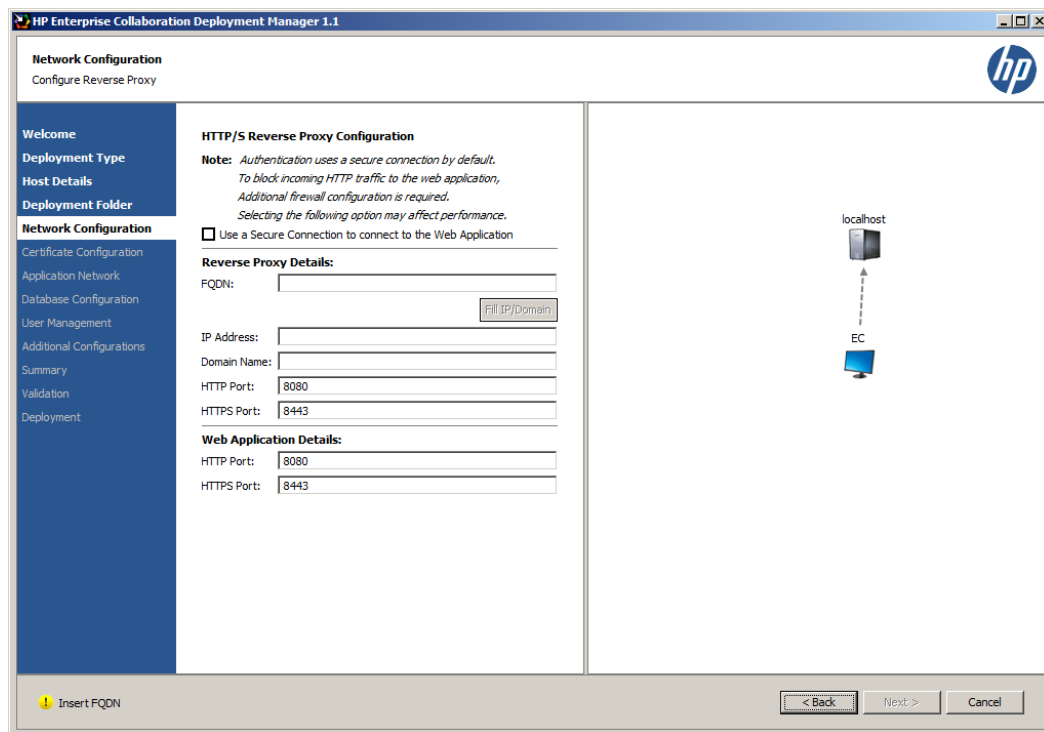 HP Enterprise Collaboration Deployment Manager 1.1
Network Configuration
Configure Reverse Proxy
hp
Welcome
Deployment Type
Host Details
Deployment Folder
Network Configuration
Certificate Configuration
Application Network
Database Configuration
User Management
Additional Configurations
Summary
Validation
Deployment
HTTP/S Reverse Proxy Configuration
Note: Authentication uses a secure connection by default.
To block incoming HTTP traffic to the web application,
Additional firewall configuration is required.
Selecting the following option may affect performance.
Use a Secure Connection to connect to the Web Application
Reverse Proxy Details:
FQDN:
Fill IP/Domain
IP Address:
Domain Name:
HTTP Port: 8080
HTTPS Port: 8443
Web Application Details:
HTTP Port: 8080
HTTPS Port: 8443
localhost
EC
Insert FQDN
< Back
Next >
Cancel